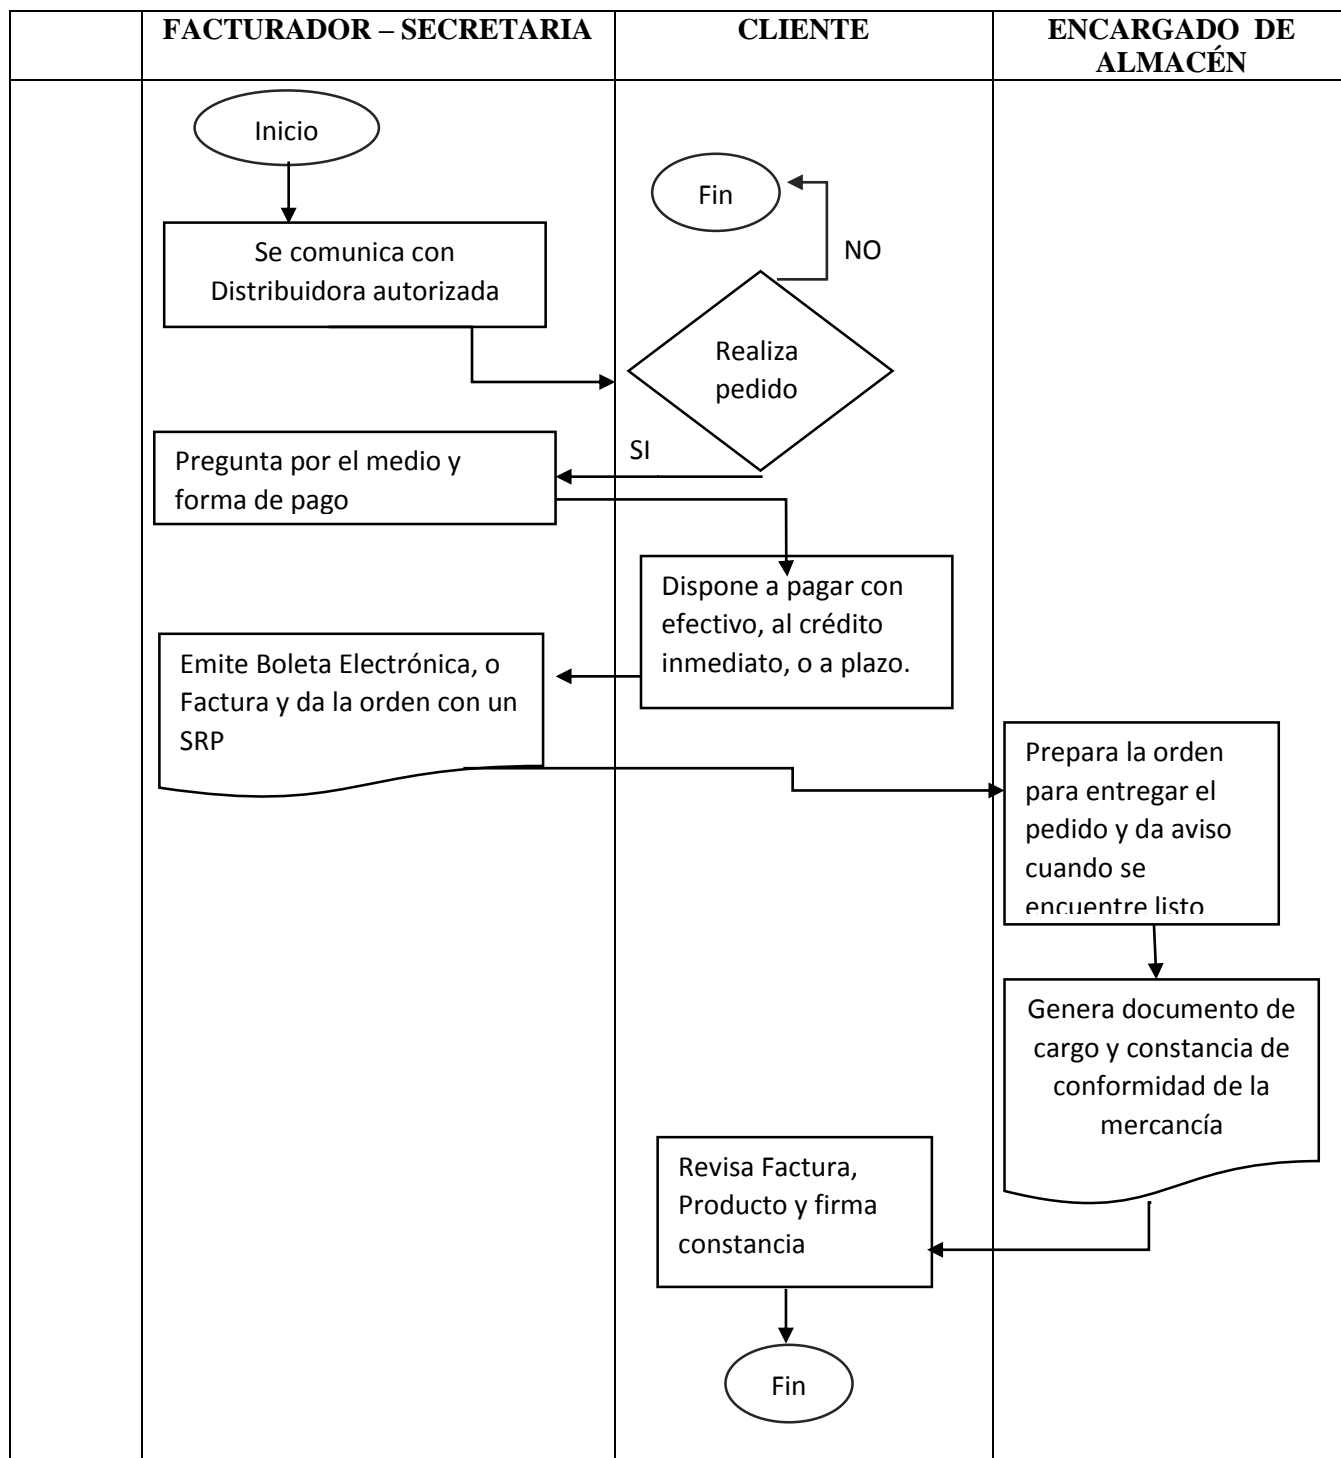 FACTURADOR – SECRETARIA
CLIENTE
ENCARGADO DE
ALMACÉN
Inicio
Fin
Se comunica con
Distribuidora autorizada
NO
Realiza
pedido
SI
Pregunta por el medio y
forma de pago
Dispone a pagar con
efectivo, al crédito
inmediato, o a plazo.
Emite Boleta Electrónica, o
Factura y da la orden con un
SRP
Prepara la orden
para entregar el
pedido y da aviso
cuando se
encuentre listo
Genera documento de
cargo y constancia de
conformidad de la
mercancía
Revisa Factura,
Producto y firma
constancia
Fin